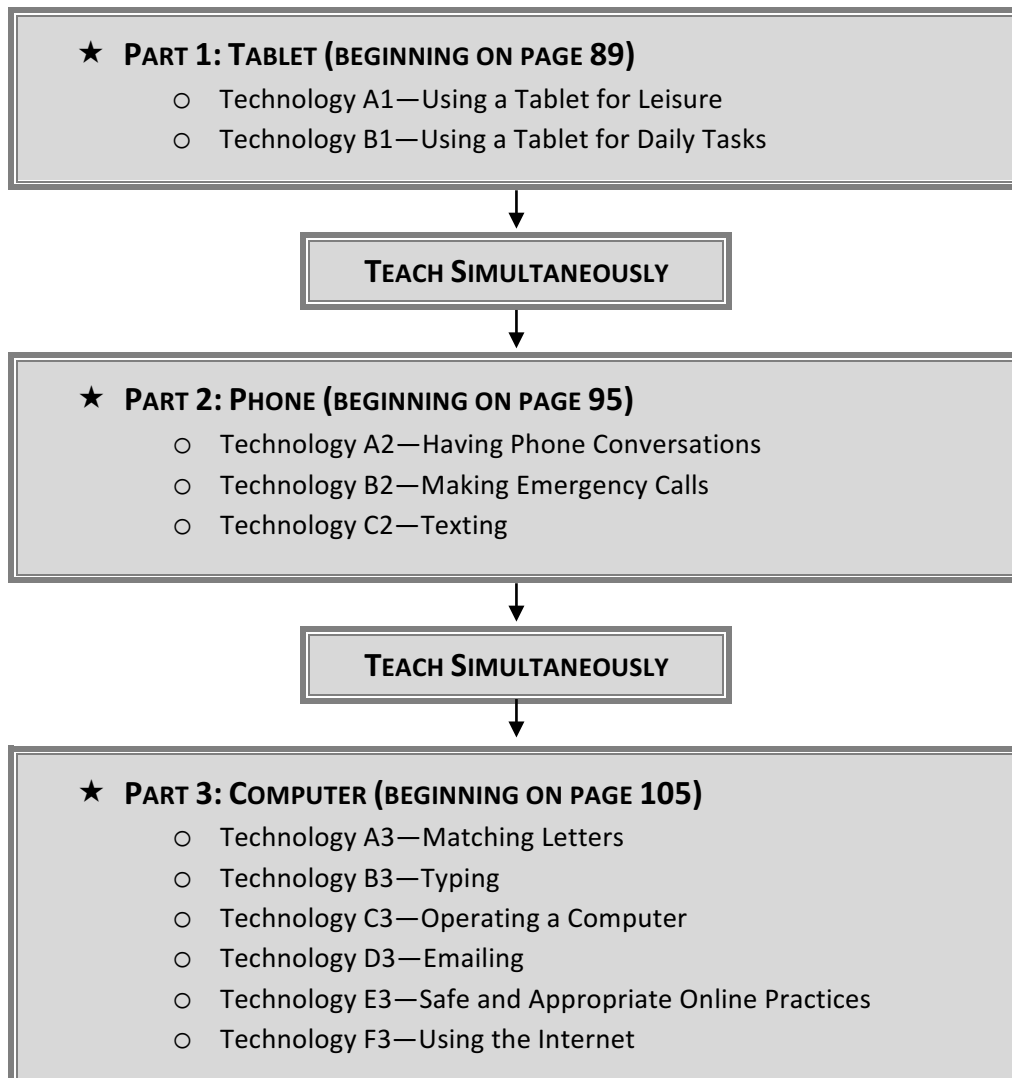 ★ PART 1: TABLET (BEGINNING ON PAGE 89)
○ Technology A1—Using a Tablet for Leisure
○ Technology B1—Using a Tablet for Daily Tasks
TEACH SIMULTANEOUSLY
★ PART 2: PHONE (BEGINNING ON PAGE 95)
○ Technology A2—Having Phone Conversations
○ Technology B2—Making Emergency Calls
○ Technology C2—Texting
TEACH SIMULTANEOUSLY
★ PART 3: COMPUTER (BEGINNING ON PAGE 105)
○ Technology A3—Matching Letters
○ Technology B3—Typing
○ Technology C3—Operating a Computer
○ Technology D3—Emailing
○ Technology E3—Safe and Appropriate Online Practices
○ Technology F3—Using the Internet